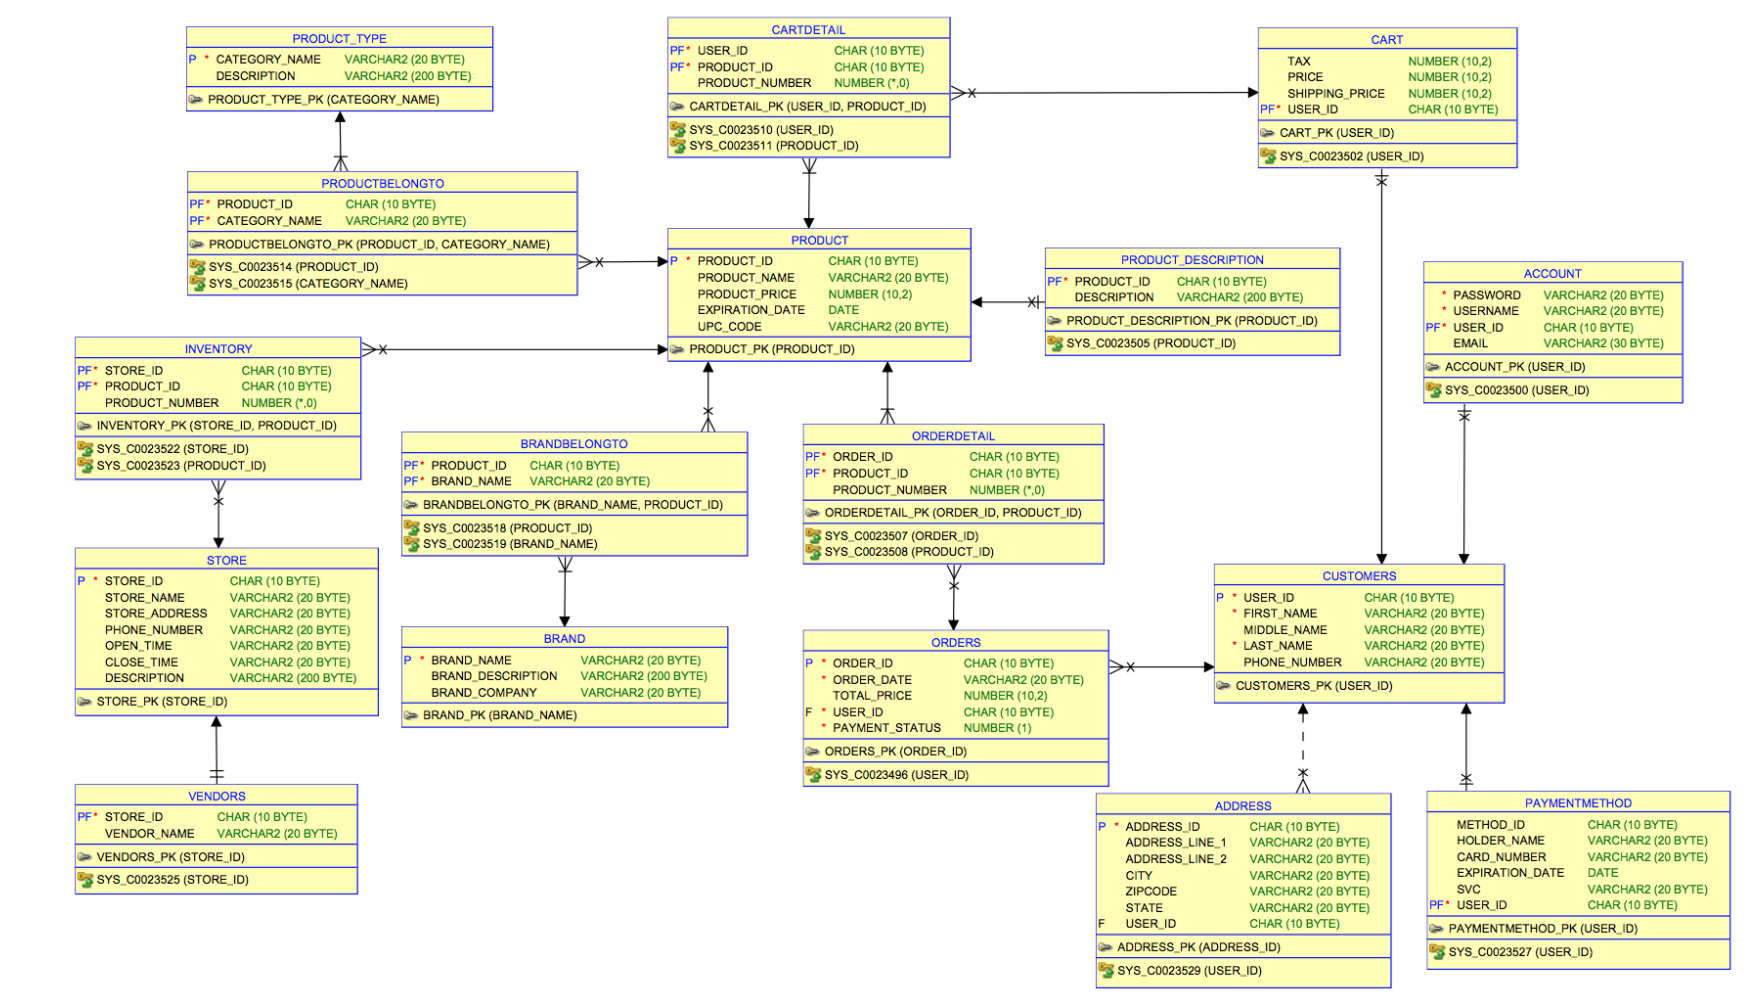 PRODUCT_TYPE
P * CATEGORY_NAME VARCHAR2 (20 BYTE)
DESCRIPTION VARCHAR2 (200 BYTE)
PRODUCT_TYPE_PK (CATEGORY_NAME)
CARTDETAIL
PF* USER_ID CHAR (10 BYTE)
PF* PRODUCT_ID CHAR (10 BYTE)
PRODUCT_NUMBER NUMBER (*,0)
CARTDETAIL_PK (USER_ID, PRODUCT_ID)
SYS_C0023510 (USER_ID)
SYS_C0023511 (PRODUCT_ID)
CART
TAX NUMBER (10,2)
PRICE NUMBER (10,2)
SHIPPING_PRICE NUMBER (10,2)
PF* USER_ID CHAR (10 BYTE)
CART_PK (USER_ID)
SYS_C0023502 (USER_ID)
PRODUCTBELONGTO
PF* PRODUCT_ID CHAR (10 BYTE)
PF* CATEGORY_NAME VARCHAR2 (20 BYTE)
PRODUCTBELONGTO_PK (PRODUCT_ID, CATEGORY_NAME)
SYS_C0023514 (PRODUCT_ID)
SYS_C0023515 (CATEGORY_NAME)
PRODUCT
P * PRODUCT_ID CHAR (10 BYTE)
PRODUCT_NAME VARCHAR2 (20 BYTE)
PRODUCT_PRICE NUMBER (10,2)
EXPIRATION_DATE DATE
UPC_CODE VARCHAR2 (20 BYTE)
PRODUCT_PK (PRODUCT_ID)
PRODUCT_DESCRIPTION
PF* PRODUCT_ID CHAR (10 BYTE)
DESCRIPTION VARCHAR2 (200 BYTE)
PRODUCT_DESCRIPTION_PK (PRODUCT_ID)
SYS_C0023505 (PRODUCT_ID)
ACCOUNT
* PASSWORD VARCHAR2 (20 BYTE)
* USERNAME VARCHAR2 (20 BYTE)
PF* USER_ID CHAR (10 BYTE)
EMAIL VARCHAR2 (30 BYTE)
ACCOUNT_PK (USER_ID)
SYS_C0023500 (USER_ID)
INVENTORY
PF* STORE_ID CHAR (10 BYTE)
PF* PRODUCT_ID CHAR (10 BYTE)
PRODUCT_NUMBER NUMBER (*,0)
INVENTORY_PK (STORE_ID, PRODUCT_ID)
SYS_C0023522 (STORE_ID)
SYS_C0023523 (PRODUCT_ID)
BRANDBELONGTO
PF* PRODUCT_ID CHAR (10 BYTE)
PF* BRAND_NAME VARCHAR2 (20 BYTE)
BRANDBELONGTO_PK (BRAND_NAME, PRODUCT_ID)
SYS_C0023518 (PRODUCT_ID)
SYS_C0023519 (BRAND_NAME)
ORDERDETAIL
PF* ORDER_ID CHAR (10 BYTE)
PF* PRODUCT_ID CHAR (10 BYTE)
PRODUCT_NUMBER NUMBER (*,0)
ORDERDETAIL_PK (ORDER_ID, PRODUCT_ID)
SYS_C0023507 (ORDER_ID)
SYS_C0023508 (PRODUCT_ID)
STORE
P * STORE_ID CHAR (10 BYTE)
STORE_NAME VARCHAR2 (20 BYTE)
STORE_ADDRESS VARCHAR2 (20 BYTE)
PHONE_NUMBER VARCHAR2 (20 BYTE)
OPEN_TIME VARCHAR2 (20 BYTE)
CLOSE_TIME VARCHAR2 (20 BYTE)
DESCRIPTION VARCHAR2 (200 BYTE)
STORE_PK (STORE_ID)
CUSTOMERS
P * USER_ID CHAR (10 BYTE)
* FIRST_NAME VARCHAR2 (20 BYTE)
MIDDLE_NAME VARCHAR2 (20 BYTE)
* LAST_NAME VARCHAR2 (20 BYTE)
PHONE_NUMBER VARCHAR2 (20 BYTE)
CUSTOMERS_PK (USER_ID)
BRAND
P * BRAND_NAME VARCHAR2 (20 BYTE)
BRAND_DESCRIPTION VARCHAR2 (200 BYTE)
BRAND_COMPANY VARCHAR2 (20 BYTE)
BRAND_PK (BRAND_NAME)
ORDERS
P * ORDER_ID CHAR (10 BYTE)
* ORDER_DATE VARCHAR2 (20 BYTE)
TOTAL_PRICE NUMBER (10,2)
F * USER_ID CHAR (10 BYTE)
* PAYMENT_STATUS NUMBER (1)
ORDERS_PK (ORDER_ID)
SYS_C0023496 (USER_ID)
VENDORS
PF* STORE_ID CHAR (10 BYTE)
VENDOR_NAME VARCHAR2 (20 BYTE)
VENDORS_PK (STORE_ID)
SYS_C0023525 (STORE_ID)
ADDRESS
P * ADDRESS_ID CHAR (10 BYTE)
ADDRESS_LINE_1 VARCHAR2 (20 BYTE)
ADDRESS_LINE_2 VARCHAR2 (20 BYTE)
CITY VARCHAR2 (20 BYTE)
ZIPCODE VARCHAR2 (20 BYTE)
STATE VARCHAR2 (20 BYTE)
F USER_ID CHAR (10 BYTE)
ADDRESS_PK (ADDRESS_ID)
SYS_C0023529 (USER_ID)
PAYMENTMETHOD
METHOD_ID CHAR (10 BYTE)
HOLDER_NAME VARCHAR2 (20 BYTE)
CARD_NUMBER VARCHAR2 (20 BYTE)
EXPIRATION_DATE DATE
SVC VARCHAR2 (20 BYTE)
PF* USER_ID CHAR (10 BYTE)
PAYMENTMETHOD_PK (USER_ID)
SYS_C0023527 (USER_ID)